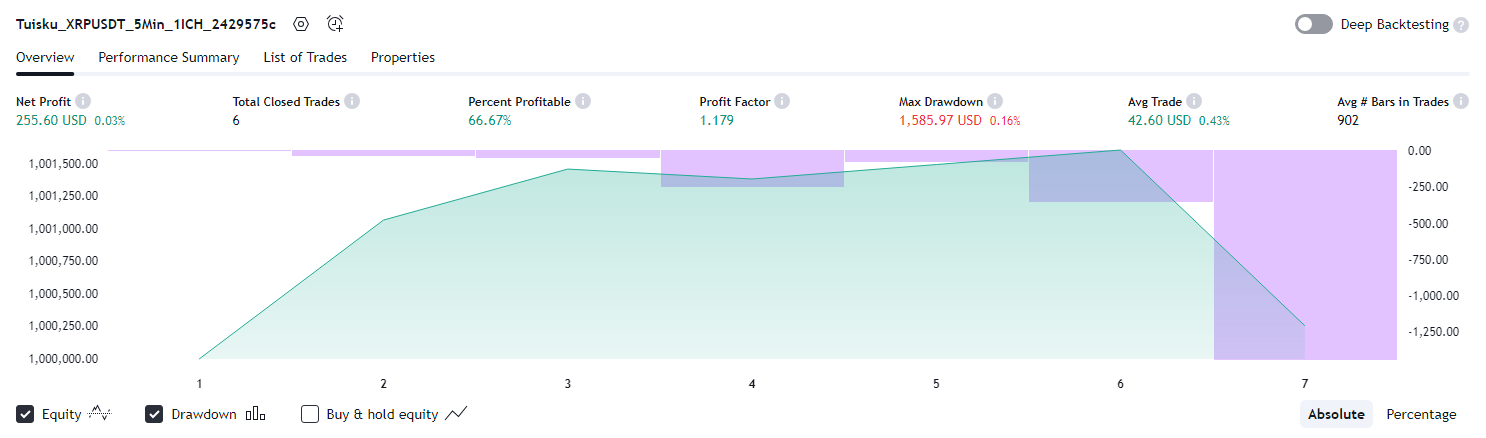 Tuisku_XRPUSDT_5Min_1ICH_2429575c Deep Backtesting ?
Overview Performance Summary List of Trades Properties
Net Profit i Total Closed Trades i Percent Profitable i Profit Factor i Max Drawdown i Avg Trade i Avg # Bars in Trades i
255.60 USD 0.03% 6 66.67% 1.179 1,585.97 USD 0.16% 42.60 USD 0.43% 902
1,001,500.00 0.00
1,001,250.00 -250.00
1,001,000.00 -500.00
1,000,750.00 -750.00
1,000,500.00 -1,000.00
1,000,250.00 -1,250.00
1,000,000.00
1 2 3 4 5 6 7
Equity Drawdown Buy & hold equity Absolute Percentage